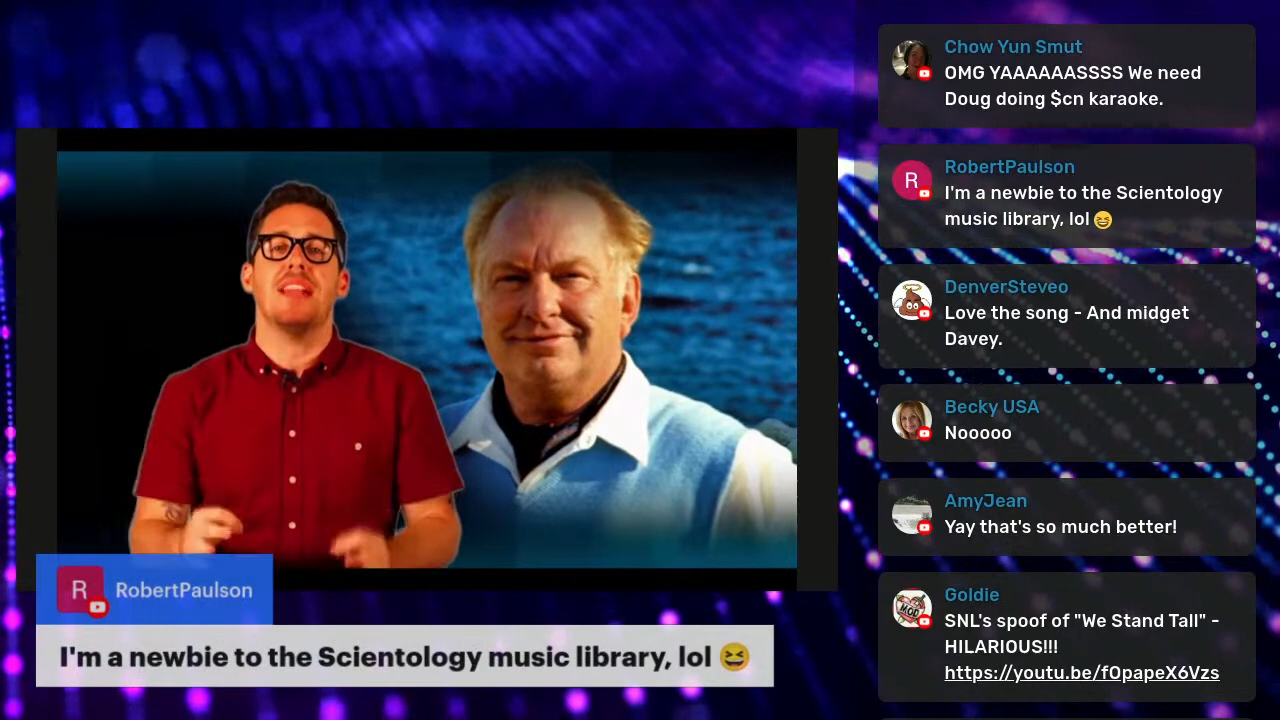 Chow Yun Smut
OMG YAAAAAASSSS We need
Doug doing $cn karaoke.
R
RobertPaulson
I'm a newbie to the Scientology
music library, lol 😆
DenverSteveo
Love the song - And midget
Davey.
Becky USA
Nooooo
AmyJean
Yay that's so much better!
MOD
Goldie
SNL's spoof of "We Stand Tall" -
HILARIOUS!!!
https://youtu.be/fOpapeX6Vzs
R
RobertPaulson
I'm a newbie to the Scientology music library, lol 😆